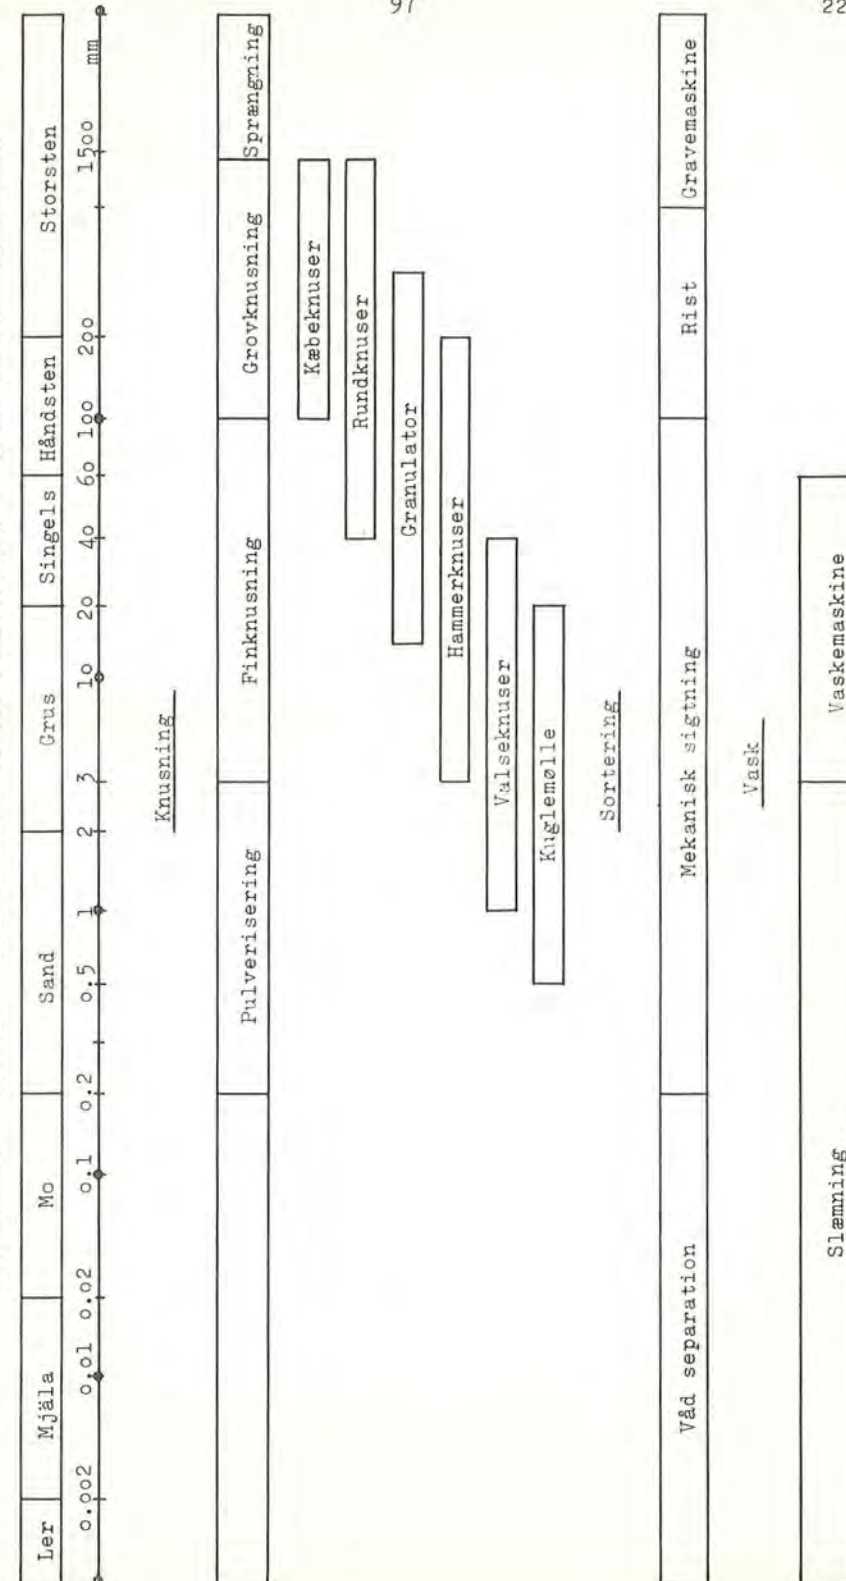 97
22
Storsten
Håndsten
Singels
Grus
Sand
Mo
Mjäla
Ler
mm
1500
200
100
60
40
20
10
3
2
1
0.5
0.2
0.1
0.02
0.01
0.002
Knusning
Sprængning
Grovknusning
Finknusning
Pulverisering
Kæbeknuser
Rundknuser
Granulator
Hammerknuser
Valseknuser
Kuglemølle
Sortering
Gravemaskine
Rist
Mekanisk sigtning
Våd separation
Vask
Vaskemaskine
Slæmning